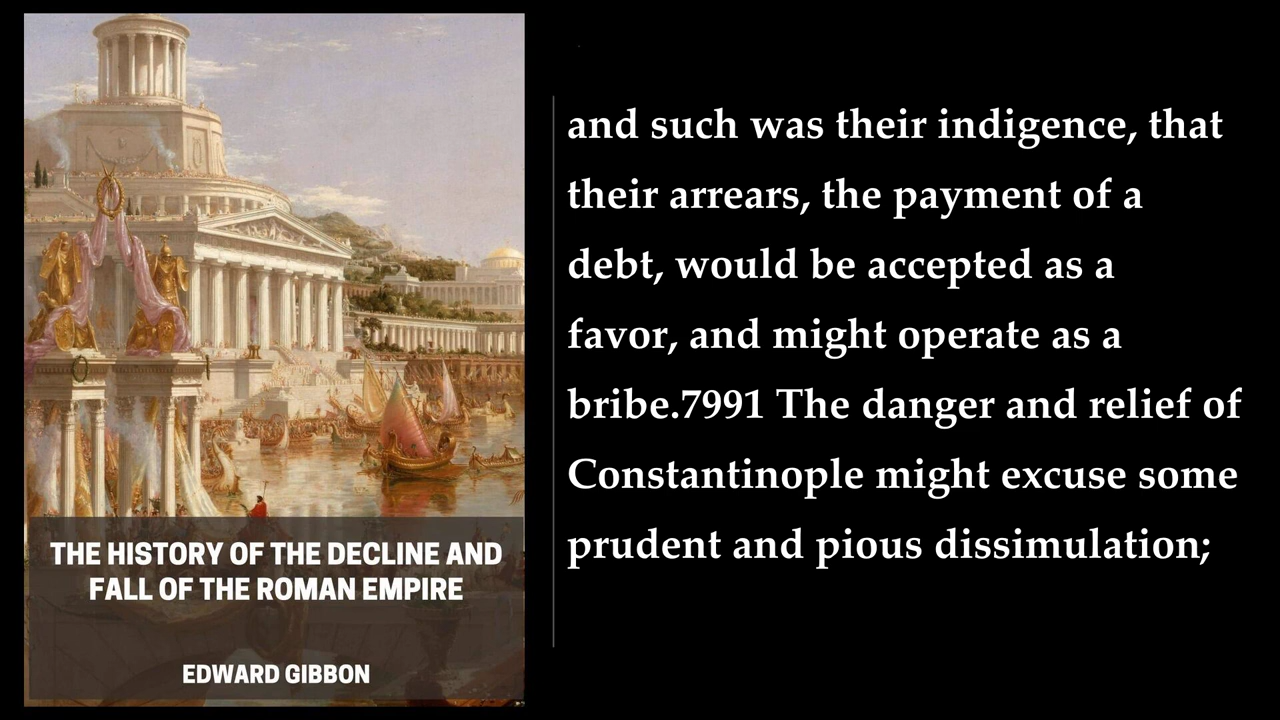 and such was their indigence, that
their arrears, the payment of a
debt, would be accepted as a
favor, and might operate as a
bribe.7991 The danger and relief of
Constantinople might excuse some
prudent and pious dissimulation;
THE HISTORY OF THE DECLINE AND
FALL OF THE ROMAN EMPIRE
EDWARD GIBBON